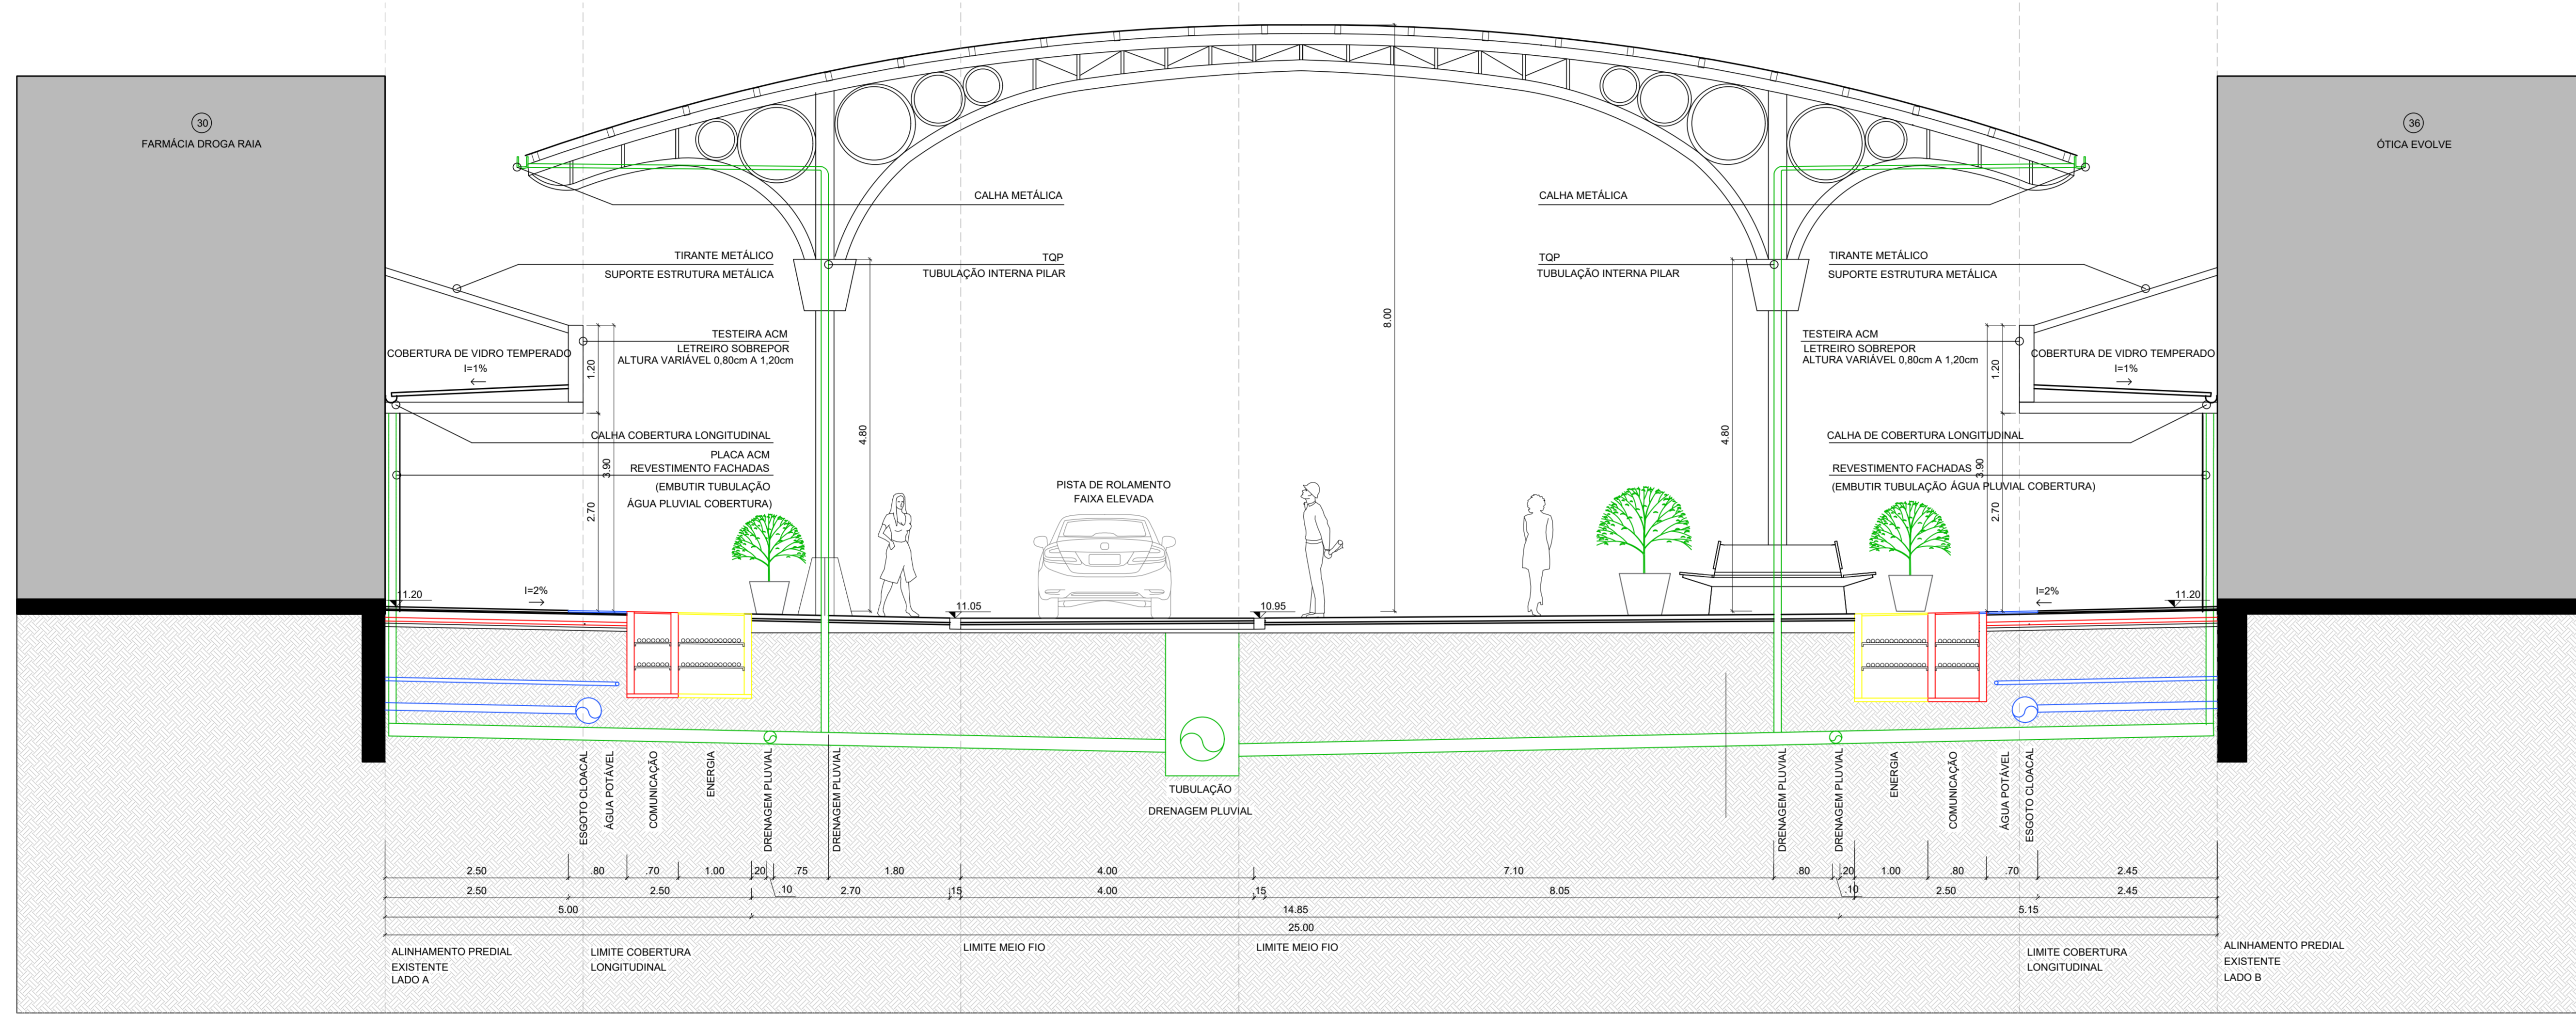 30
FARMÁCIA DROGA RAIA
36
ÓTICA EVOLVE
CALHA METÁLICA
CALHA METÁLICA
TIRANTE METÁLICO
SUPORTE ESTRUTURA METÁLICA
TQP
TUBULAÇÃO INTERNA PILAR
TQP
TUBULAÇÃO INTERNA PILAR
TIRANTE METÁLICO
SUPORTE ESTRUTURA METÁLICA
8.00
TESTEIRA ACM
LETREIRO SOBREPOR
ALTURA VARIÁVEL 0,80cm A 1,20cm
TESTEIRA ACM
LETREIRO SOBREPOR
ALTURA VARIÁVEL 0,80cm A 1,20cm
COBERTURA DE VIDRO TEMPERADO
I=1%
1.20
1.20
COBERTURA DE VIDRO TEMPERADO
I=1%
CALHA COBERTURA LONGITUDINAL
PLACA ACM
REVESTIMENTO FACHADAS
(EMBUTIR TUBULAÇÃO
ÁGUA PLUVIAL COBERTURA)
3.90
2.70
4.80
4.80
CALHA DE COBERTURA LONGITUDINAL
REVESTIMENTO FACHADAS
(EMBUTIR TUBULAÇÃO ÁGUA PLUVIAL COBERTURA)
3.90
2.70
PISTA DE ROLAMENTO
FAIXA ELEVADA
11.20
I=2%
11.05
10.95
I=2%
11.20
ESGOTO CLOACAL
ÁGUA POTÁVEL
COMUNICAÇÃO
ENERGIA
DRENAGEM PLUVIAL
DRENAGEM PLUVIAL
TUBULAÇÃO
DRENAGEM PLUVIAL
DRENAGEM PLUVIAL
DRENAGEM PLUVIAL
ENERGIA
COMUNICAÇÃO
ÁGUA POTÁVEL
ESGOTO CLOACAL
2.50 .80 .70 1.00 .20 .75 1.80 4.00 7.10 .80 .20 1.00 .80 .70 2.45
2.50 2.50 .10 2.70 .15 4.00 .15 8.05 .10 2.50 2.45
5.00 14.85 5.15
25.00
ALINHAMENTO PREDIAL
EXISTENTE
LADO A
LIMITE COBERTURA
LONGITUDINAL
LIMITE MEIO FIO
LIMITE MEIO FIO
LIMITE COBERTURA
LONGITUDINAL
ALINHAMENTO PREDIAL
EXISTENTE
LADO B